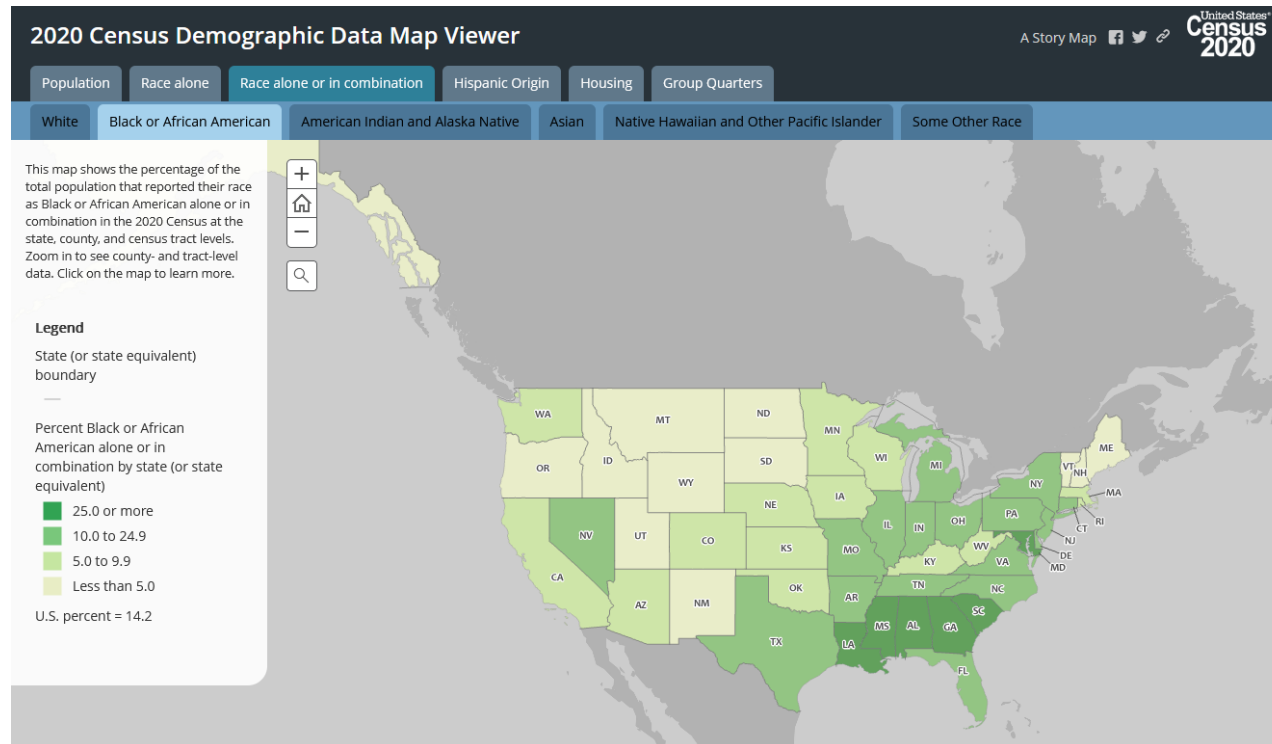 2020 Census Demographic Data Map Viewer
A Story Map
United States®
Census
2020
Population
Race alone
Race alone or in combination
Hispanic Origin
Housing
Group Quarters
White
Black or African American
American Indian and Alaska Native
Asian
Native Hawaiian and Other Pacific Islander
Some Other Race
This map shows the percentage of the
total population that reported their race
as Black or African American alone or in
combination in the 2020 Census at the
state, county, and census tract levels.
Zoom in to see county- and tract-level
data. Click on the map to learn more.
Legend
State (or state equivalent)
boundary
Percent Black or African
American alone or in
combination by state (or state
equivalent)
25.0 or more
10.0 to 24.9
5.0 to 9.9
Less than 5.0
U.S. percent = 14.2
WA
MT
ND
MN
ME
OR
ID
SD
WI
MI
VT
NH
NY
WY
IA
MA
NE
PA
RI
CT
NV
UT
CO
KS
MO
IL
IN
OH
NJ
WV
VA
DE
MD
KY
CA
AZ
NM
OK
AR
TN
NC
SC
MS
AL
GA
TX
LA
FL